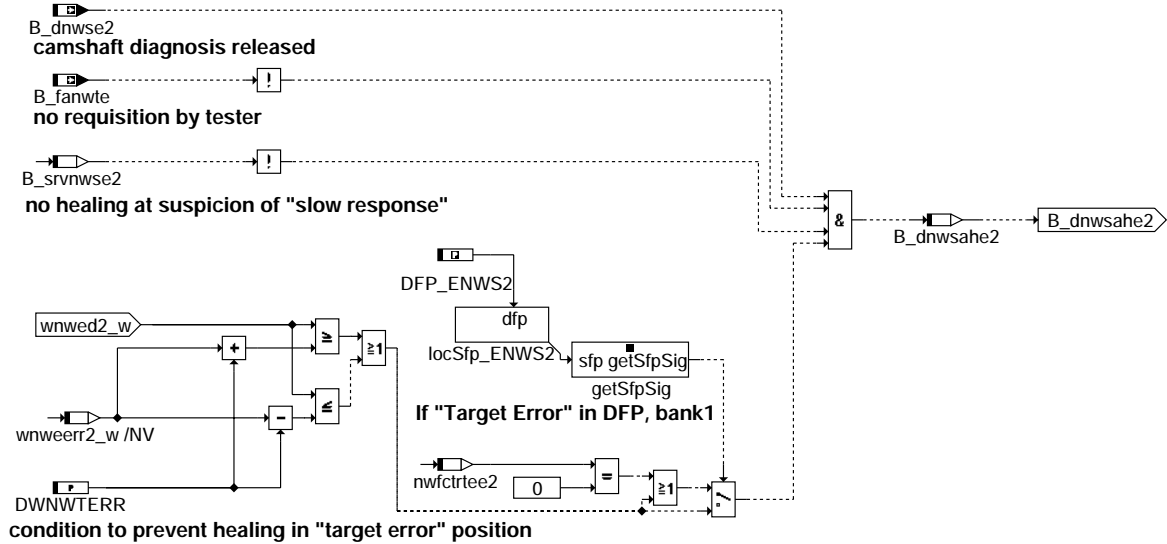 B_dnwse2
camshaft diagnosis released
B_fanwte
!
no requisition by tester
B_srvnwse2
!
no healing at suspicion of "slow response"
&
B_dnwsahe2
B_dnwsahe2
DFP_ENWS2
dfp
locSfp_ENWS2
sfp getSfpSig
getSfpSig
If "Target Error" in DFP, bank1
wnwed2_w
+
≥
≧1
-
≤
wnweerr2_w /NV
P
DWNWTERR
nwfctrtee2
=
0
≧1
condition to prevent healing in "target error" position